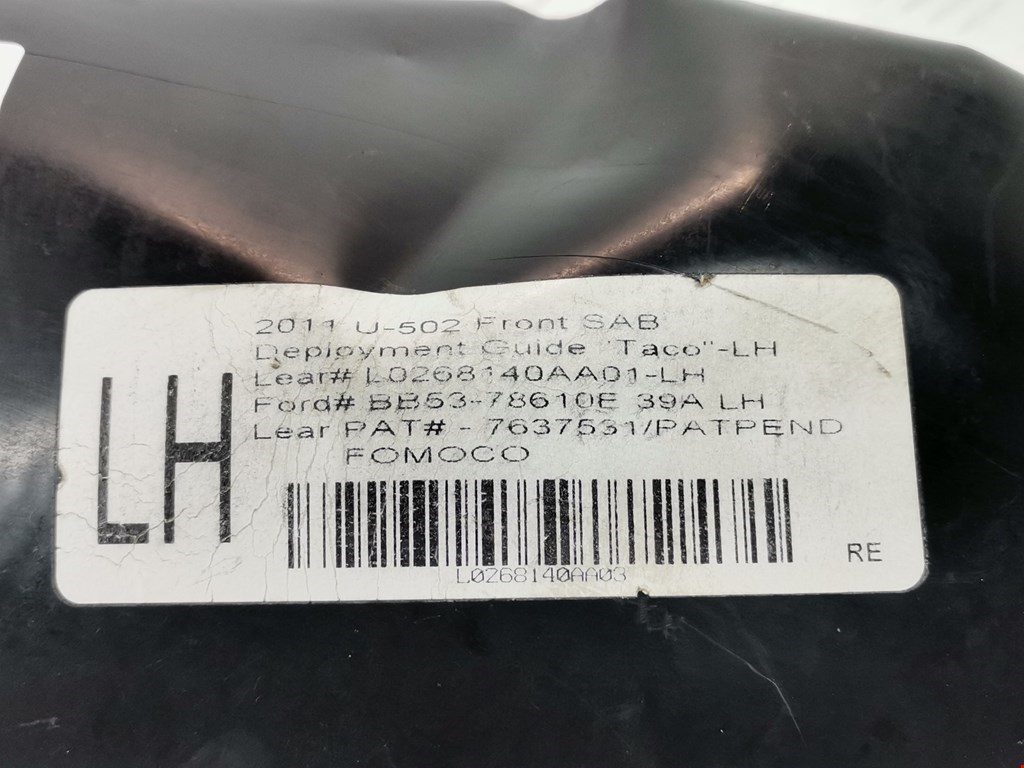 2011 U-502 Front SAB
Deployment Guide "Taco"-LH
Lear# L0268140AA01-LH
Ford# BB53-78610E 39A LH
Lear PAT# - 7637531/PATPEND
FOMOCO
LH
L0268140AA03
RE